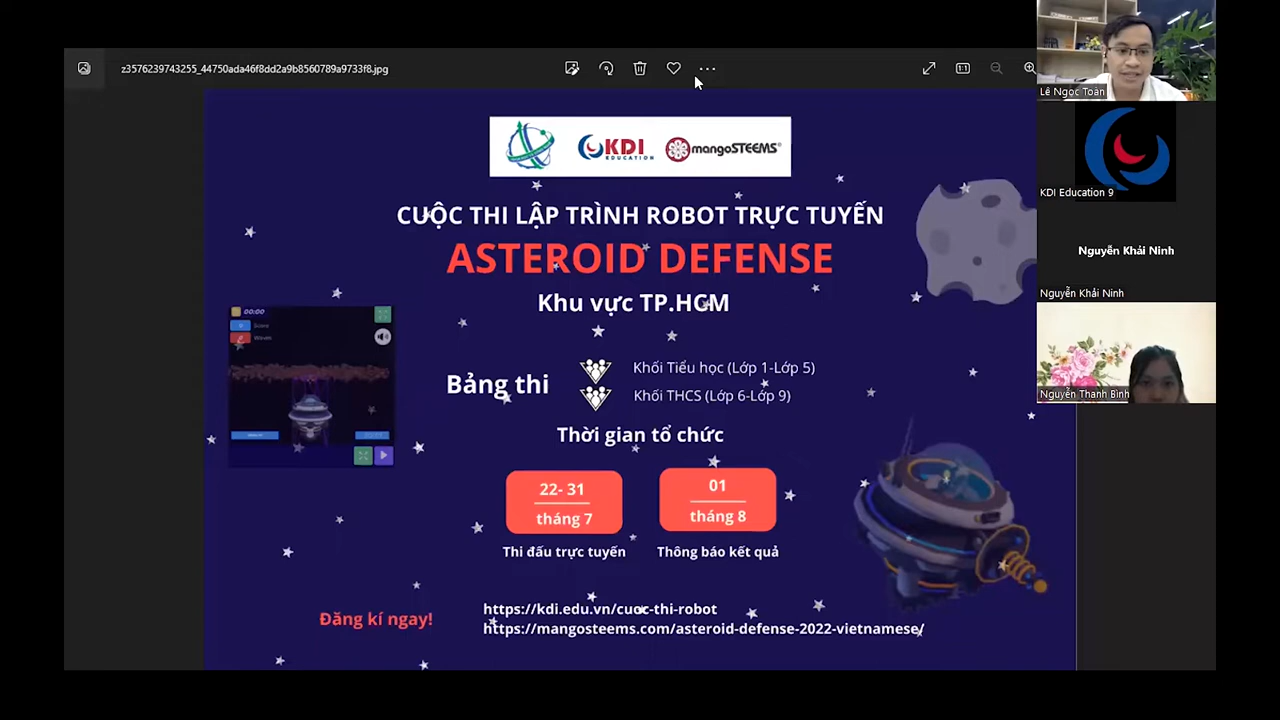 z3576239743255_44750ada46f8dd2a9b8560789a9733f8.jpg
KDI EDUCATION
mangoSTEEMS
CUỘC THI LẬP TRÌNH ROBOT TRỰC TUYẾN
ASTEROID DEFENSE
Khu vực TP.HCM
00:00
Score
Waves
Bảng thi
Khối Tiểu học (Lớp 1-Lớp 5)
Khối THCS (Lớp 6-Lớp 9)
Thời gian tổ chức
22- 31
tháng 7
01
tháng 8
Thi đấu trực tuyến
Thông báo kết quả
Đăng kí ngay!
https://kdi.edu.vn/cuoc-thi-robot
https://mangosteems.com/asteroid-defense-2022-vietnamese/
Lê Ngọc Toàn
KDI Education 9
Nguyễn Khải Ninh
Nguyễn Khải Ninh
Nguyễn Thanh Bình